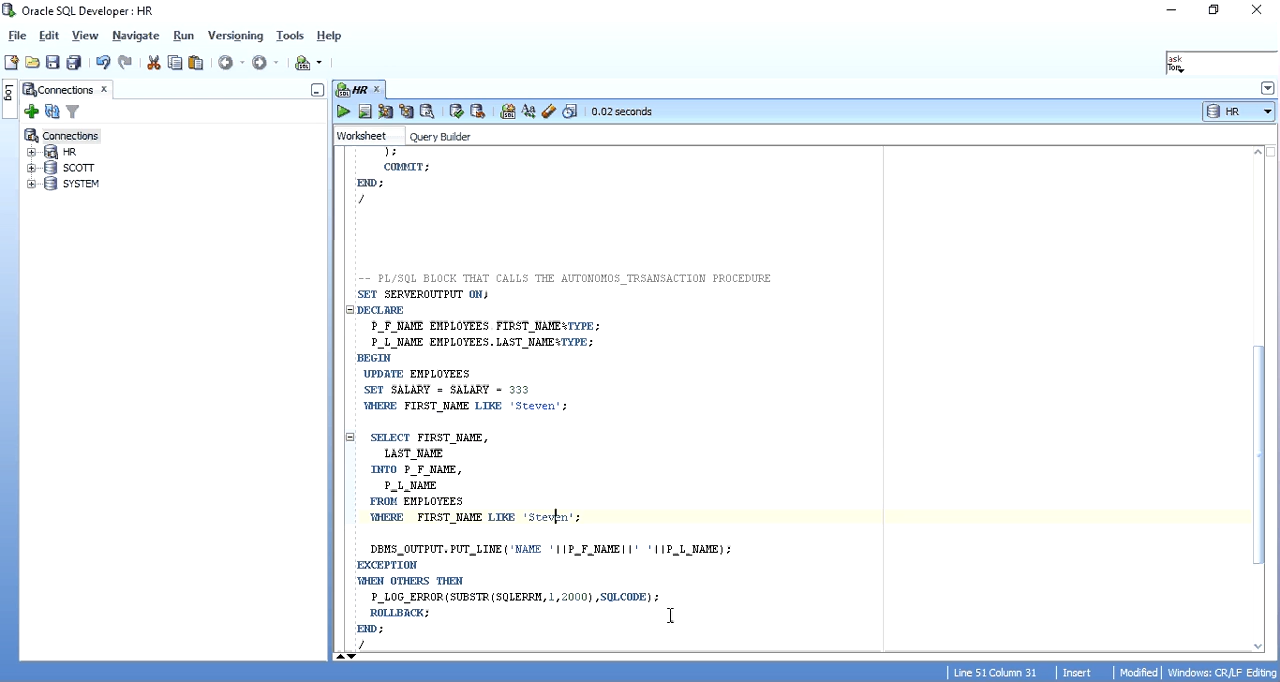 Oracle SQL Developer : HR
File Edit View Navigate Run Versioning Tools Help
ask
Tom
Log
Connections
HR
0.02 seconds
HR
Worksheet
Query Builder
Connections
HR
SCOTT
SYSTEM
);
COMMIT;
END;
/
-- PL/SQL BLOCK THAT CALLS THE AUTONOMOS_TRSANSACTION PROCEDURE
SET SERVEROUTPUT ON;
DECLARE
P_F_NAME EMPLOYEES.FIRST_NAME%TYPE;
P_L_NAME EMPLOYEES.LAST_NAME%TYPE;
BEGIN
UPDATE EMPLOYEES
SET SALARY = SALARY - 333
WHERE FIRST_NAME LIKE 'Steven';
SELECT FIRST_NAME,
LAST_NAME
INTO P_F_NAME,
P_L_NAME
FROM EMPLOYEES
WHERE FIRST_NAME LIKE 'Steven';
DBMS_OUTPUT.PUT_LINE('NAME '||P_F_NAME||' '||P_L_NAME);
EXCEPTION
WHEN OTHERS THEN
P_LOG_ERROR(SUBSTR(SQLERRM,1,2000),SQLCODE);
ROLLBACK;
END;
/
Line 51 Column 31 Insert Modified Windows: CR/LF Editing